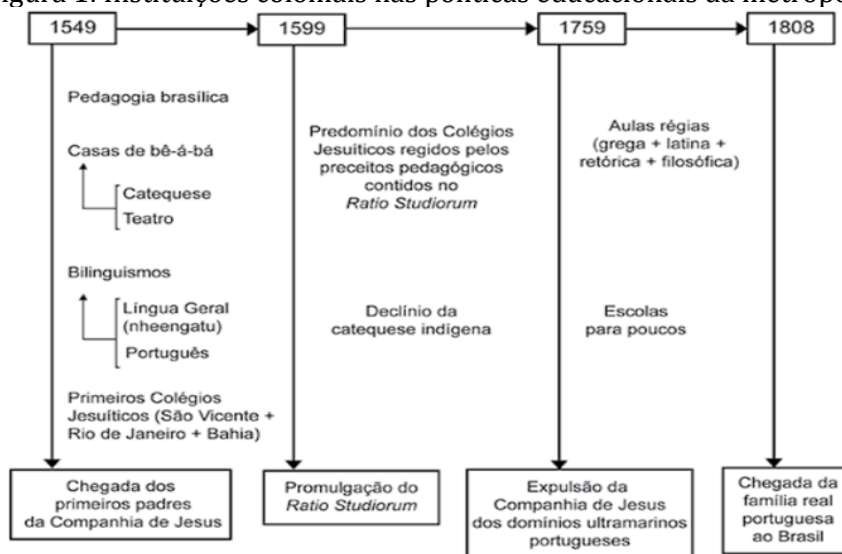 igura 1. Instituições coloniais nas políticas educacionais da metrópo
1549
1599
1759
1808
Pedagogia brasílica
Casas de bê-á-bá
Catequese
Teatro
Bilinguismos
Língua Geral
(nheengatu)
Português
Primeiros Colégios
Jesuíticos (São Vicente +
Rio de Janeiro + Bahia)
Predomínio dos Colégios
Jesuíticos regidos pelos
preceitos pedagógicos
contidos no
Ratio Studiorum
Declínio da
catequese indígena
Aulas régias
(grega + latina +
retórica + filosófica)
Escolas
para poucos
Chegada dos
primeiros padres
da Companhia de Jesus
Promulgação do
Ratio Studiorum
Expulsão da
Companhia de Jesus
dos domínios ultramarinos
portugueses
Chegada da
família real
portuguesa
ao Brasil